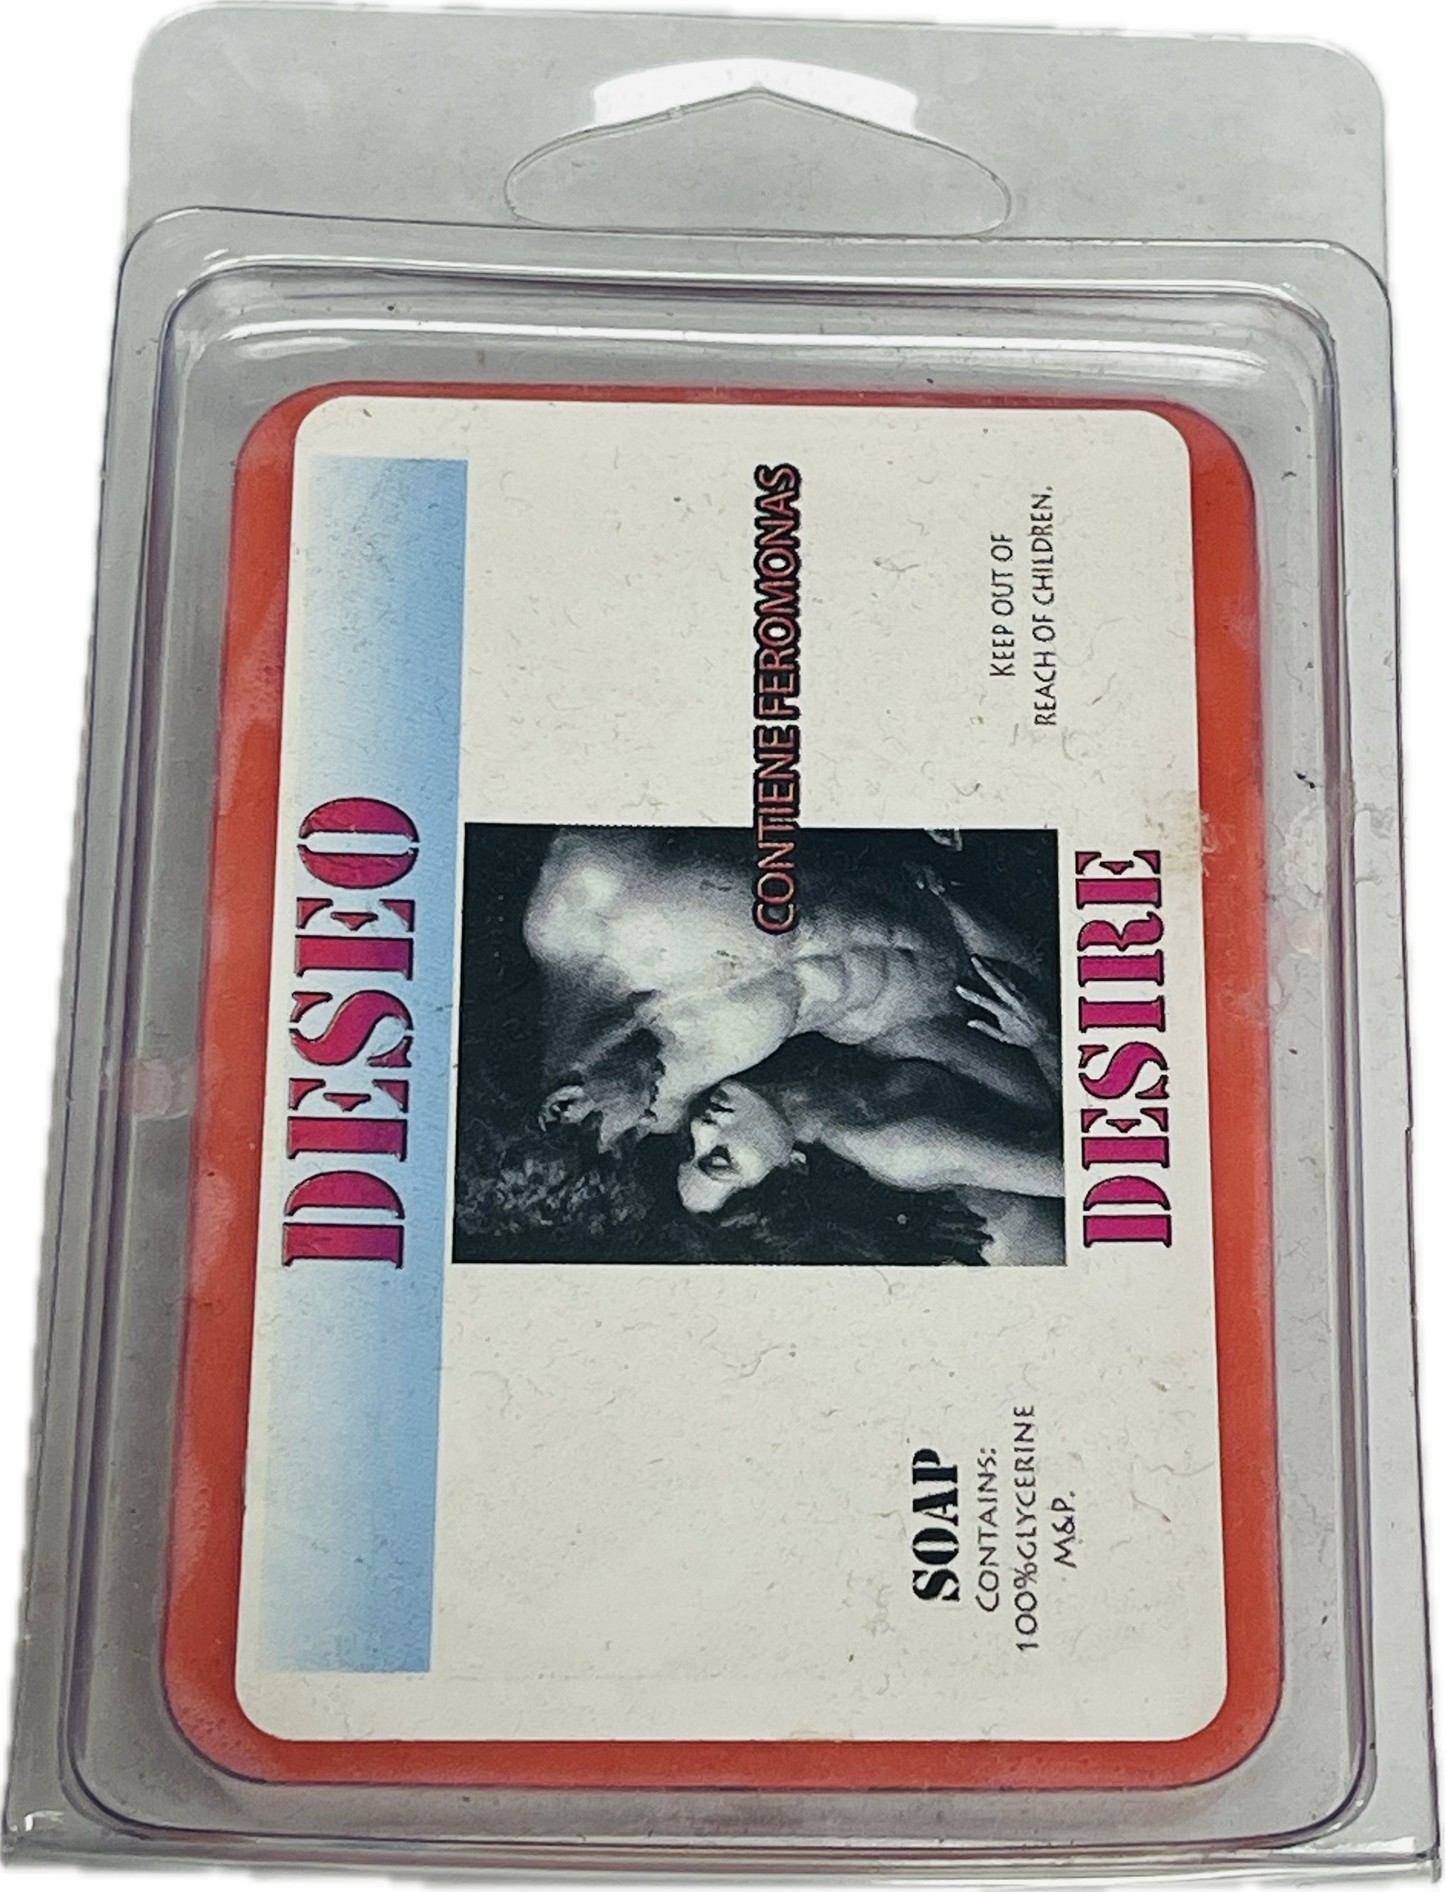 DESEO
CONTIENE FEROMONAS
SOAP
CONTAINS:
100%GLYCERINE
M&P.
KEEP OUT OF
REACH OF CHILDREN.
DESIRE